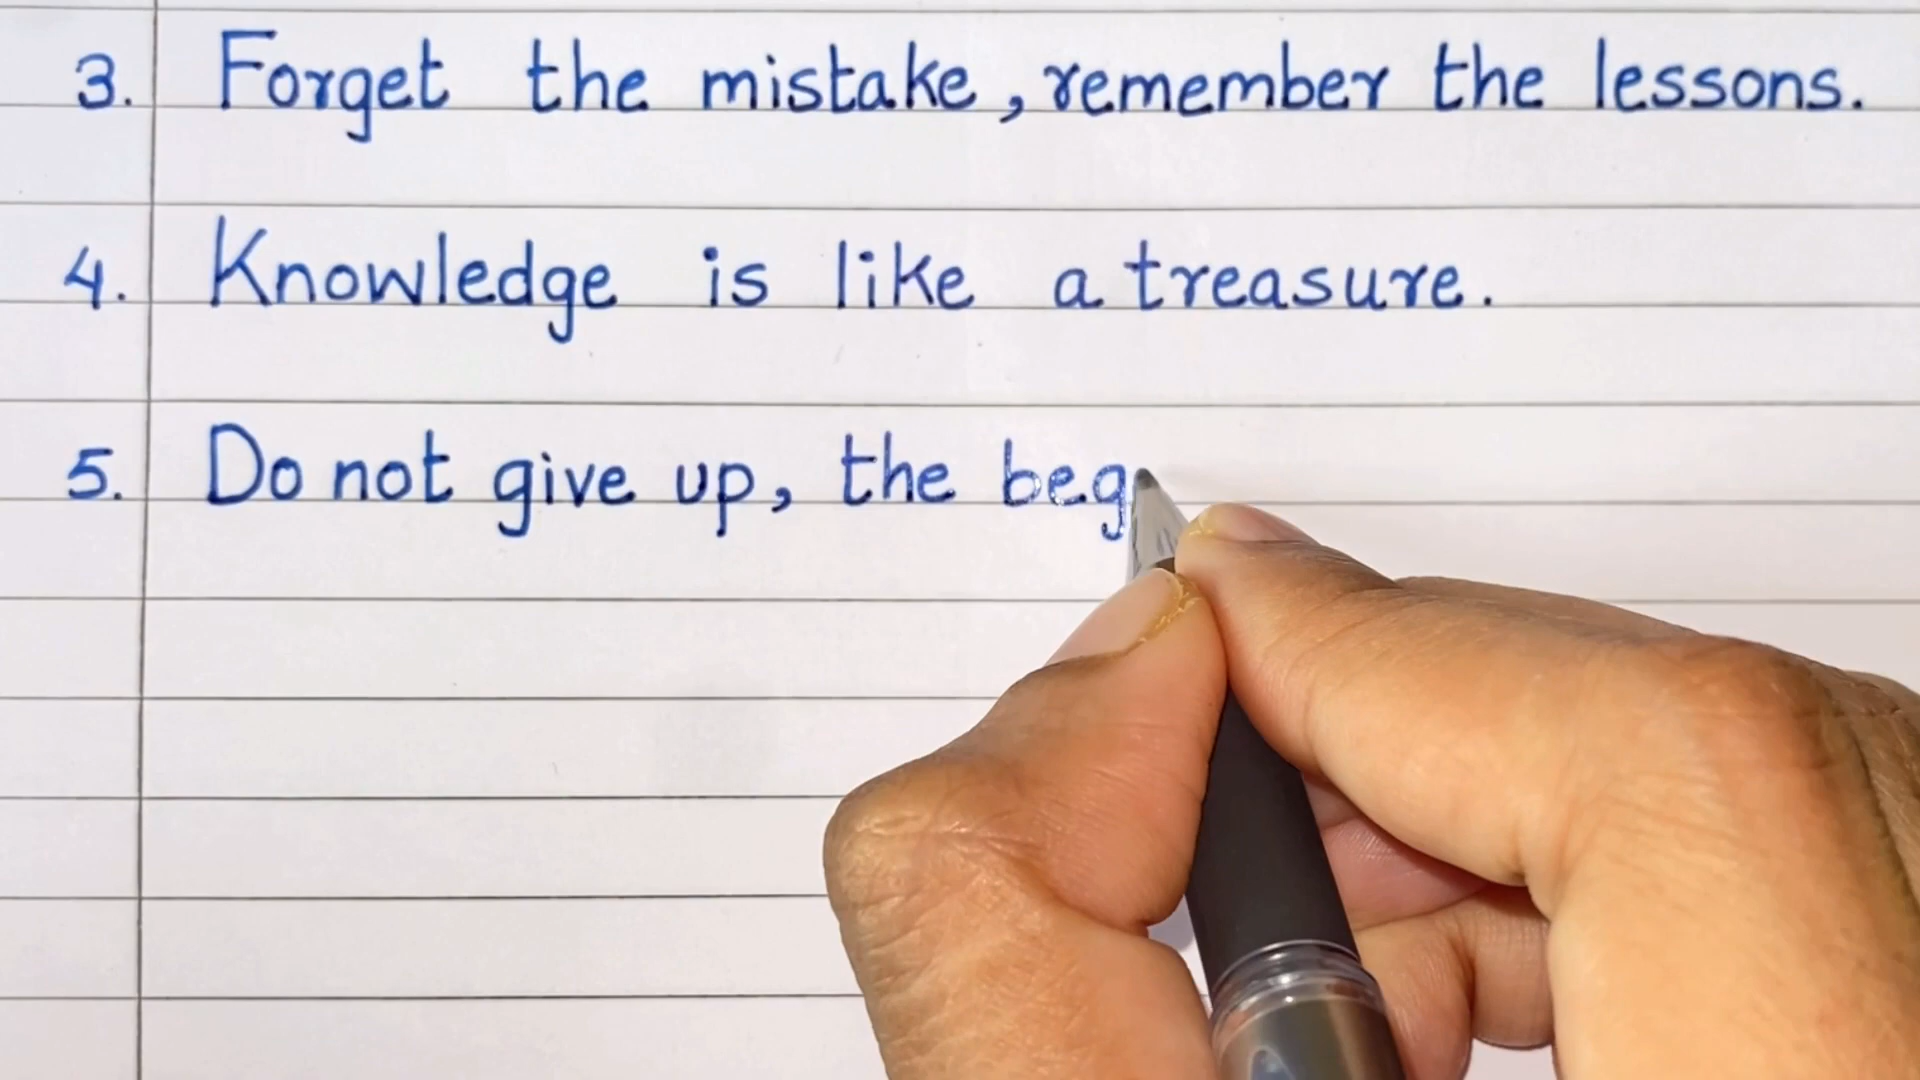 3. Forget the mistake, remember the lessons.
4. Knowledge is like a treasure.
5. Do not give up, the beg